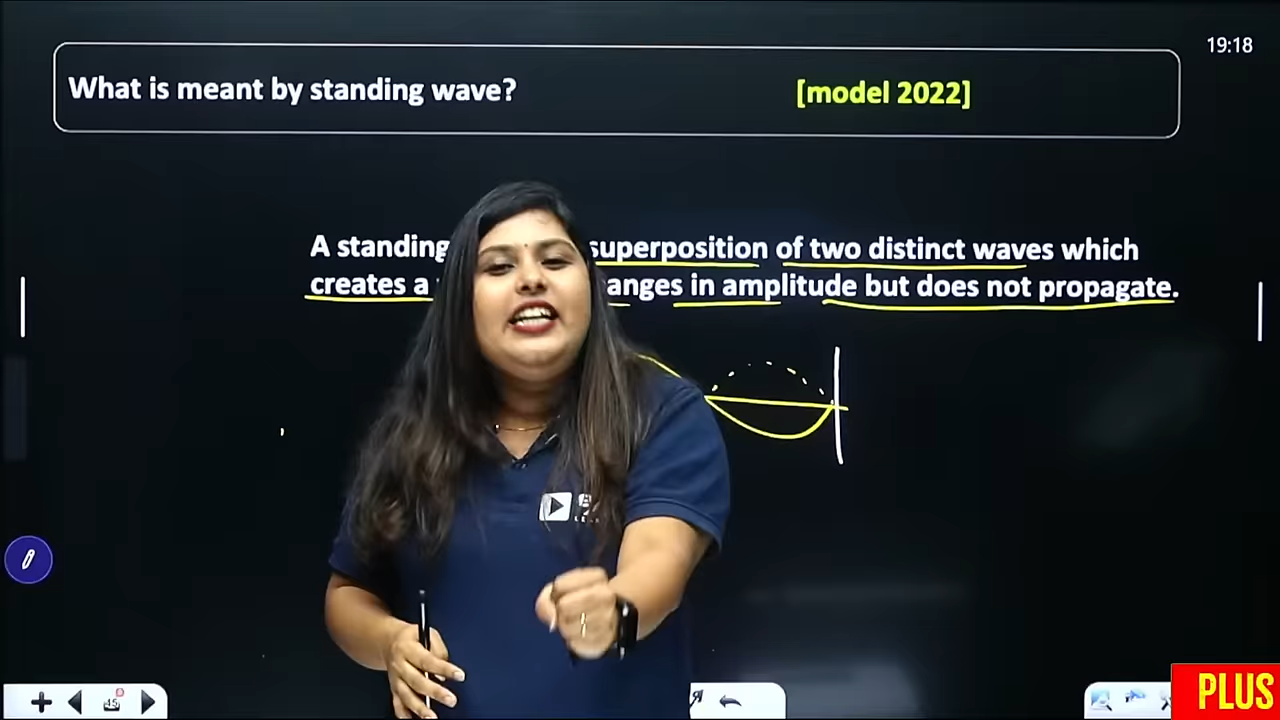 19:18
What is meant by standing wave? [model 2022]
A standing superposition of two distinct waves which
creates a anges in amplitude but does not propagate.
45
PLUS